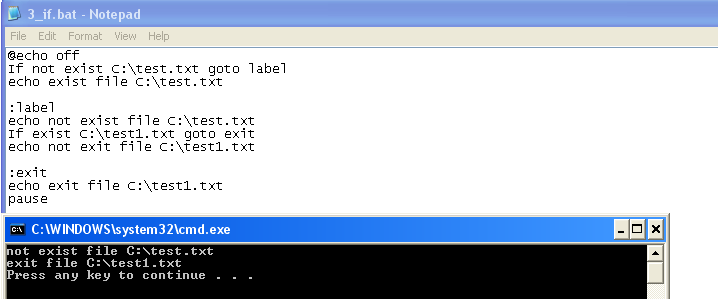 3_if.bat - Notepad
File Edit Format View Help
@echo off
If not exist C:\test.txt goto label
echo exist file C:\test.txt
:label
echo not exist file C:\test.txt
If exist C:\test1.txt goto exit
echo not exit file C:\test1.txt
:exit
echo exit file C:\test1.txt
pause
C:\WINDOWS\system32\cmd.exe
not exist file C:\test.txt
exit file C:\test1.txt
Press any key to continue . . .